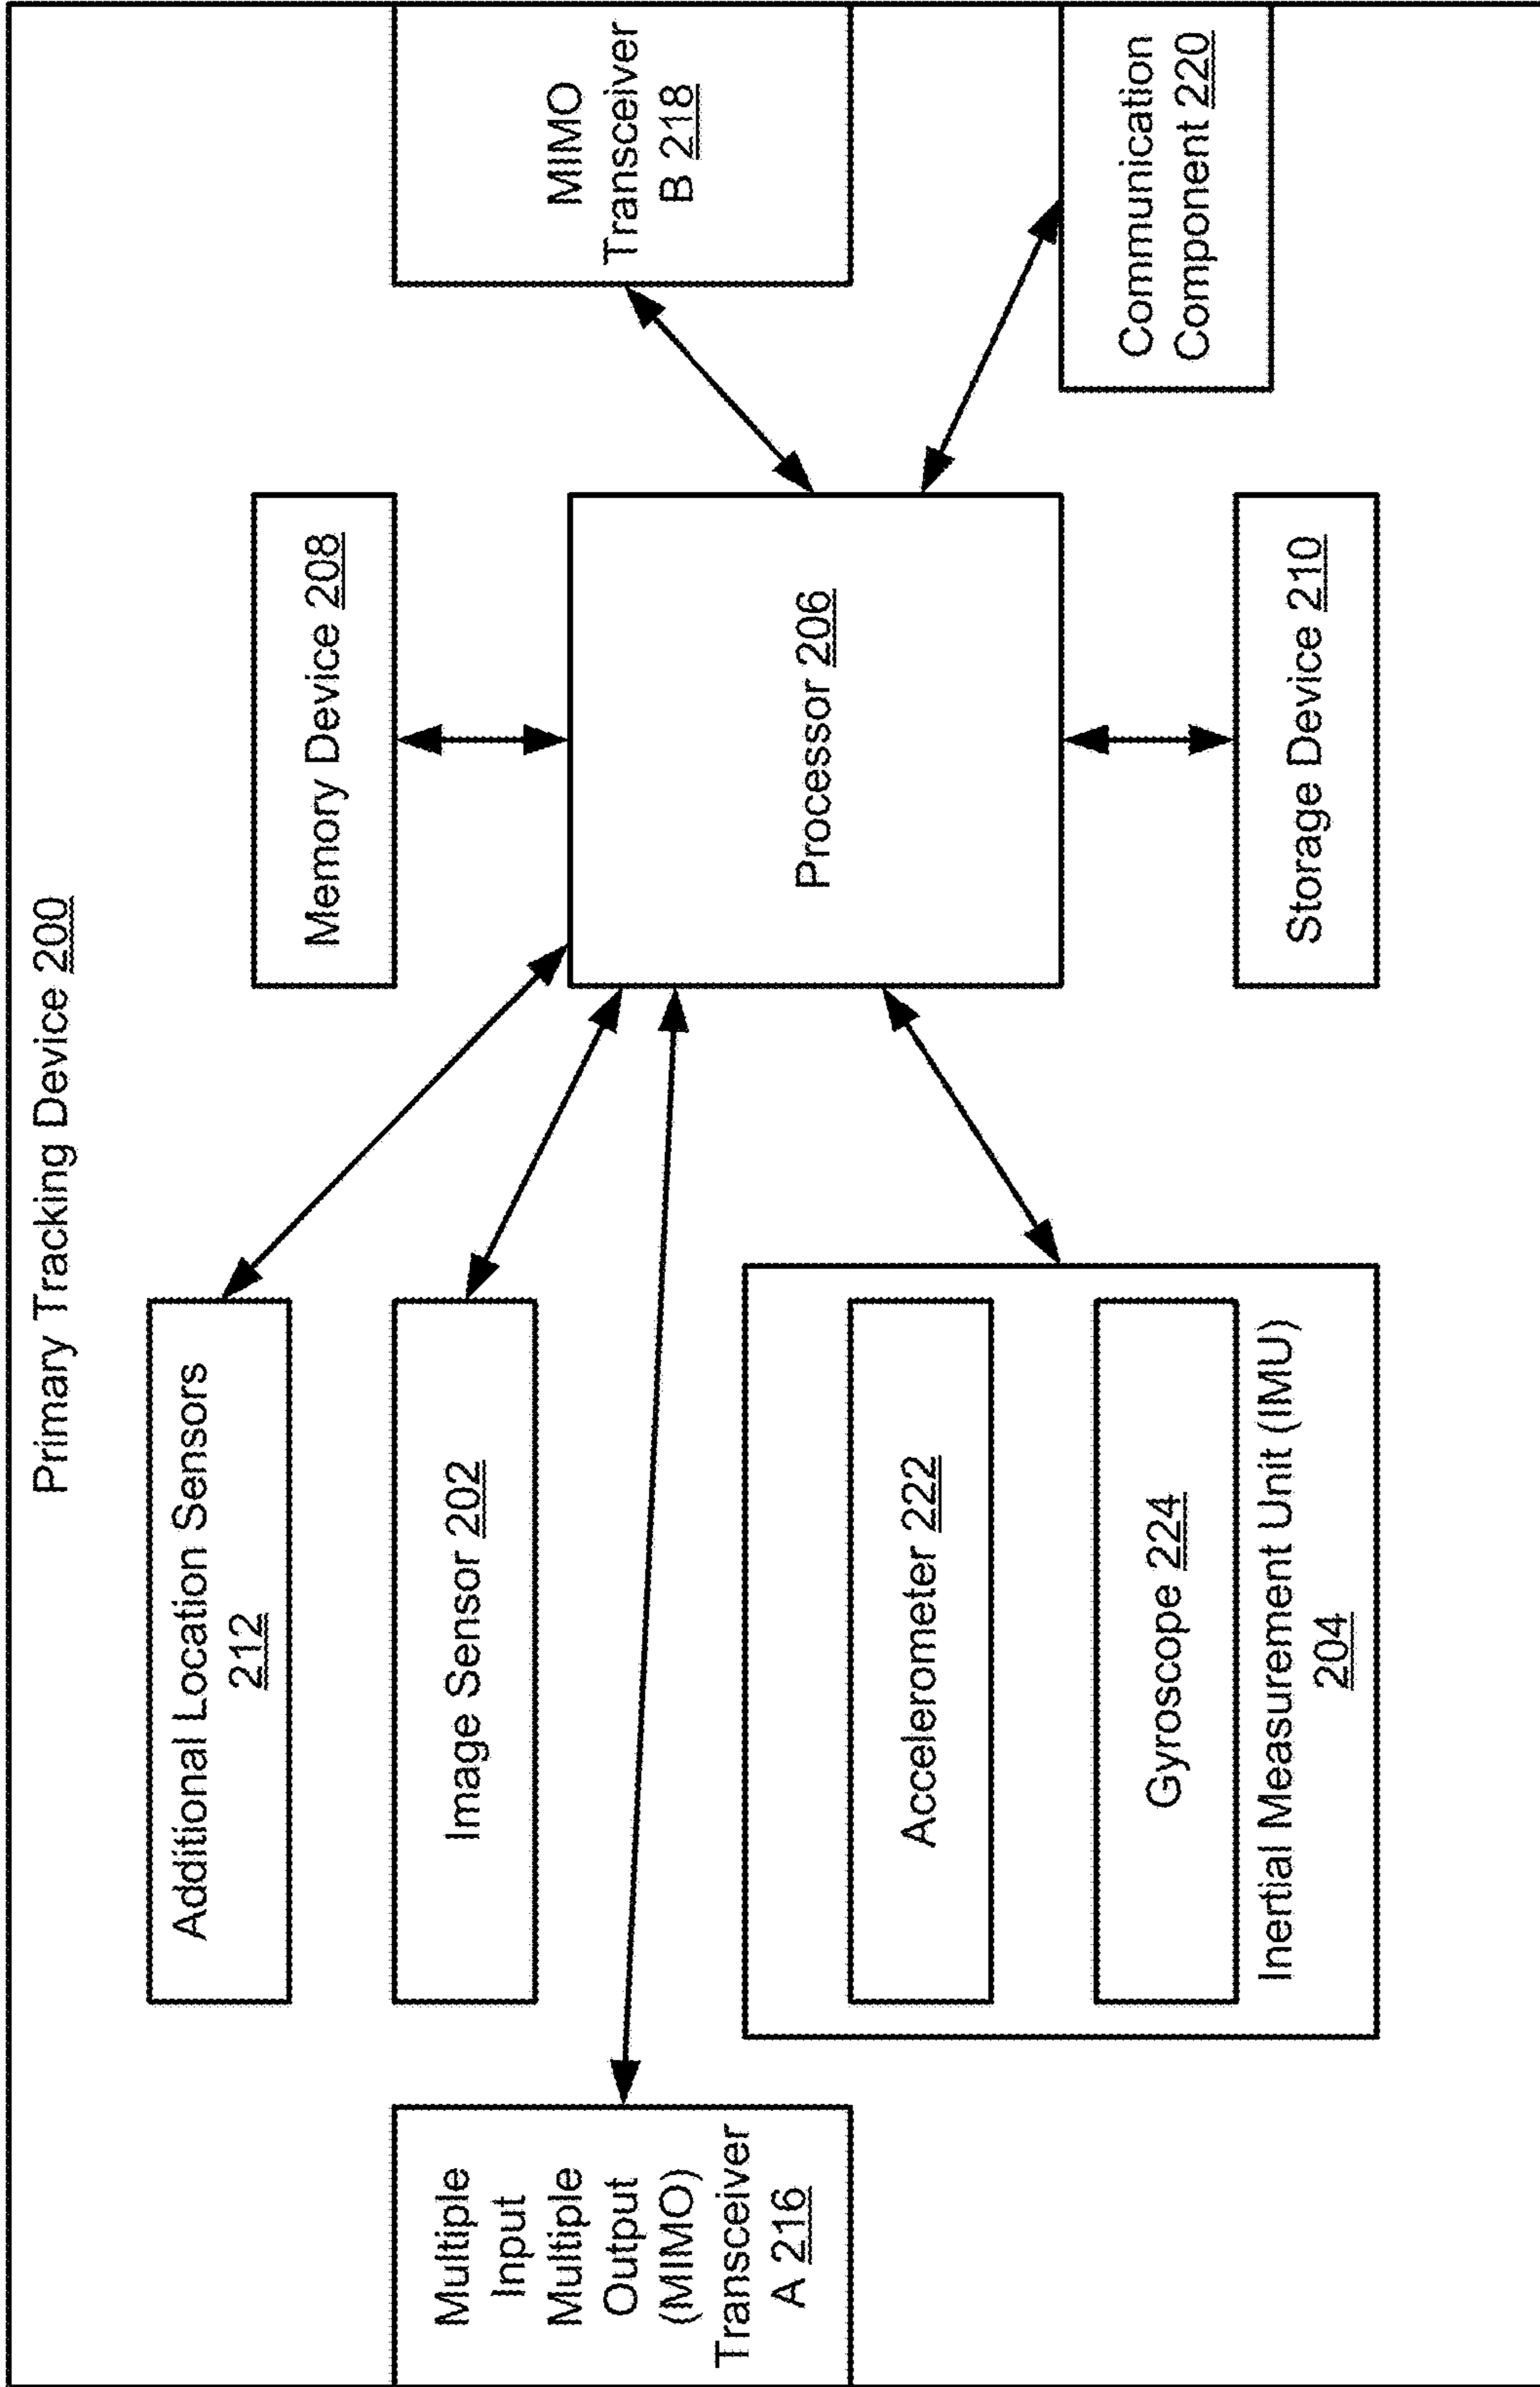 Primary Tracking Device 200
Additional Location Sensors
212
Image Sensor 202
Multiple
Input
Multiple
Output
(MIMO)
Transceiver
A 216
Accelerometer 222
Gyroscope 224
Inertial Measurement Unit (IMU)
204
Memory Device 208
Processor 206
Storage Device 210
MIMO
Transceiver
B 218
Communication
Component 220